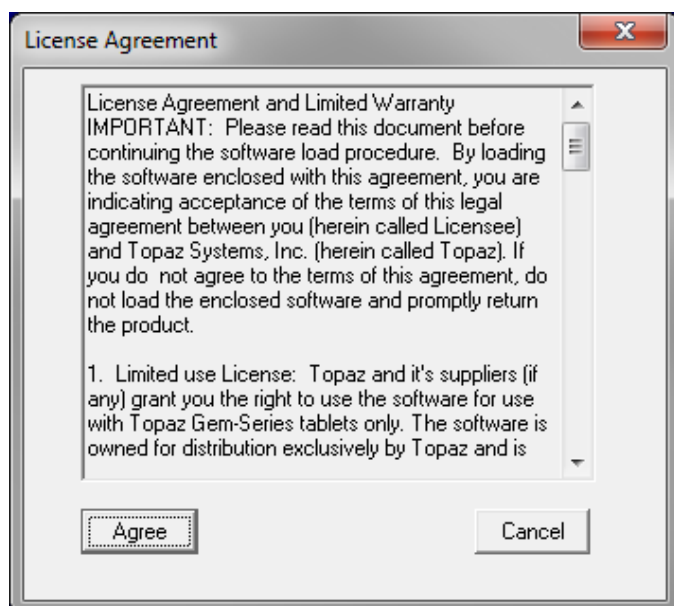 License Agreement
License Agreement and Limited Warranty
IMPORTANT:  Please read this document before
continuing the software load procedure.  By loading
the software enclosed with this agreement, you are
indicating acceptance of the terms of this legal
agreement between you (herein called Licensee)
and Topaz Systems, Inc. (herein called Topaz). If
you do  not agree to the terms of this agreement, do
not load the enclosed software and promptly return
the product.
1.  Limited use License:  Topaz and it's suppliers (if
any) grant you the right to use the software for use
with Topaz Gem-Series tablets only. The software is
owned for distribution exclusively by Topaz and is
Agree
Cancel